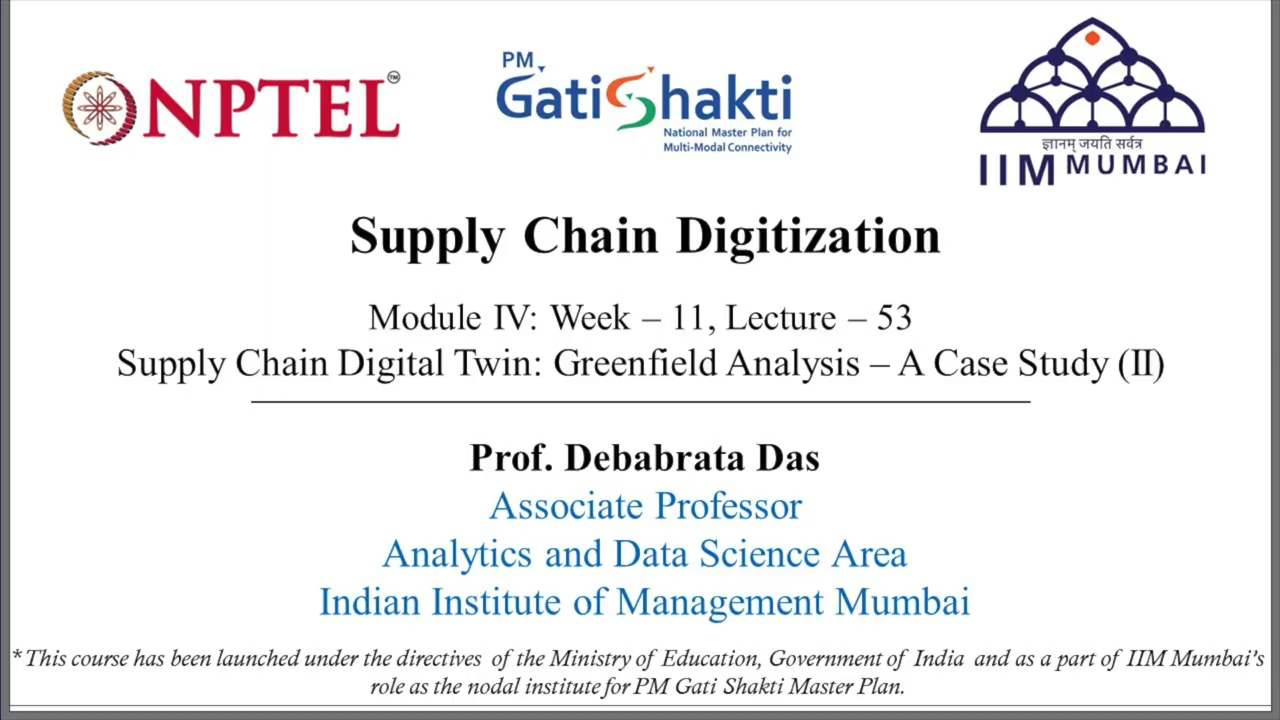 NPTEL™
PM
GatiShakti
National Master Plan for
Multi-Modal Connectivity
ज्ञानम् जयति सर्वत्र
IIM MUMBAI
Supply Chain Digitization
Module IV: Week – 11, Lecture – 53
Supply Chain Digital Twin: Greenfield Analysis – A Case Study (II)
Prof. Debabrata Das
Associate Professor
Analytics and Data Science Area
Indian Institute of Management Mumbai
*This course has been launched under the directives of the Ministry of Education, Government of India and as a part of IIM Mumbai's
role as the nodal institute for PM Gati Shakti Master Plan.